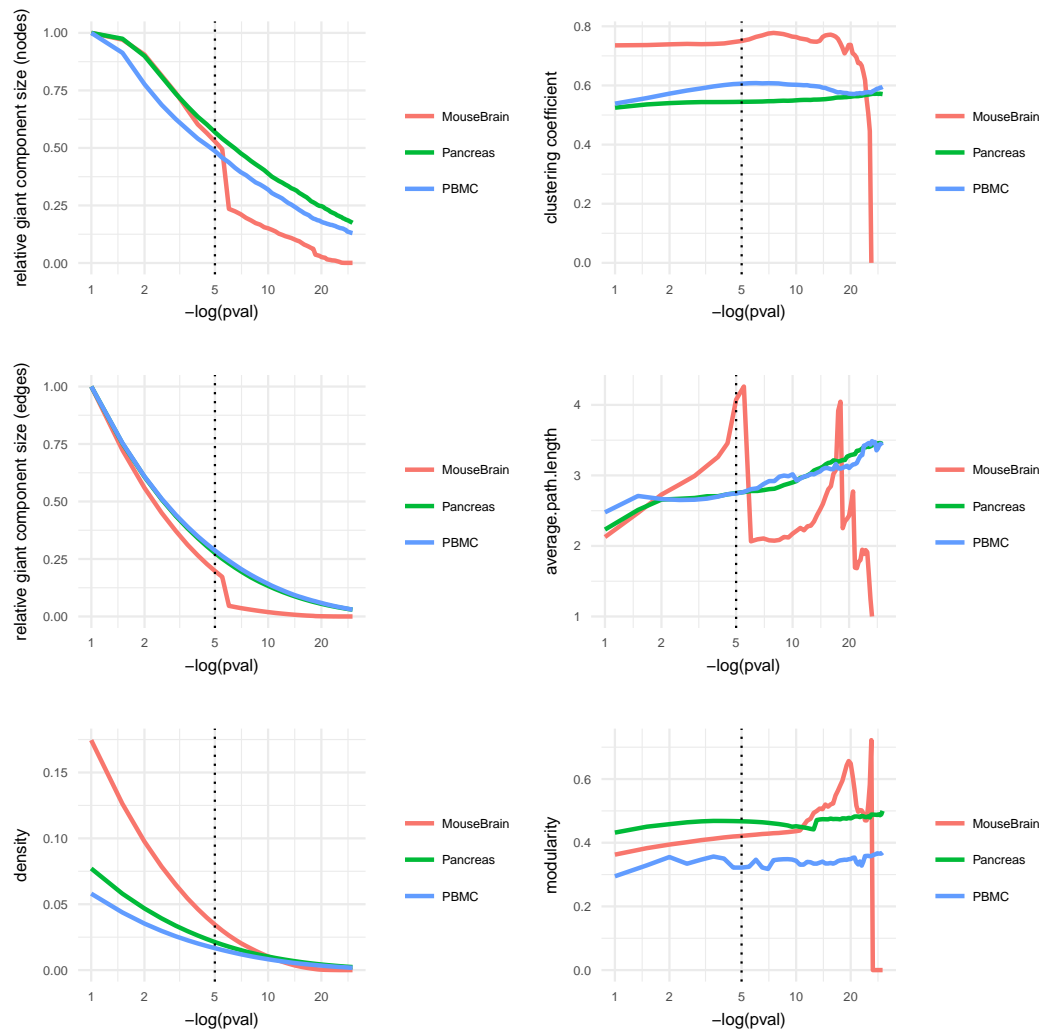 relative giant component size (nodes)
1.00
0.75
0.50
0.25
0.00
1 2 5 10 20
−log(pval)
MouseBrain
Pancreas
PBMC
clustering coefficient
0.8
0.6
0.4
0.2
0.0
1 2 5 10 20
−log(pval)
MouseBrain
Pancreas
PBMC
relative giant component size (edges)
1.00
0.75
0.50
0.25
0.00
1 2 5 10 20
−log(pval)
MouseBrain
Pancreas
PBMC
average.path.length
4
3
2
1
1 2 5 10 20
−log(pval)
MouseBrain
Pancreas
PBMC
density
0.15
0.10
0.05
0.00
1 2 5 10 20
−log(pval)
MouseBrain
Pancreas
PBMC
modularity
0.6
0.4
0.2
0.0
1 2 5 10 20
−log(pval)
MouseBrain
Pancreas
PBMC